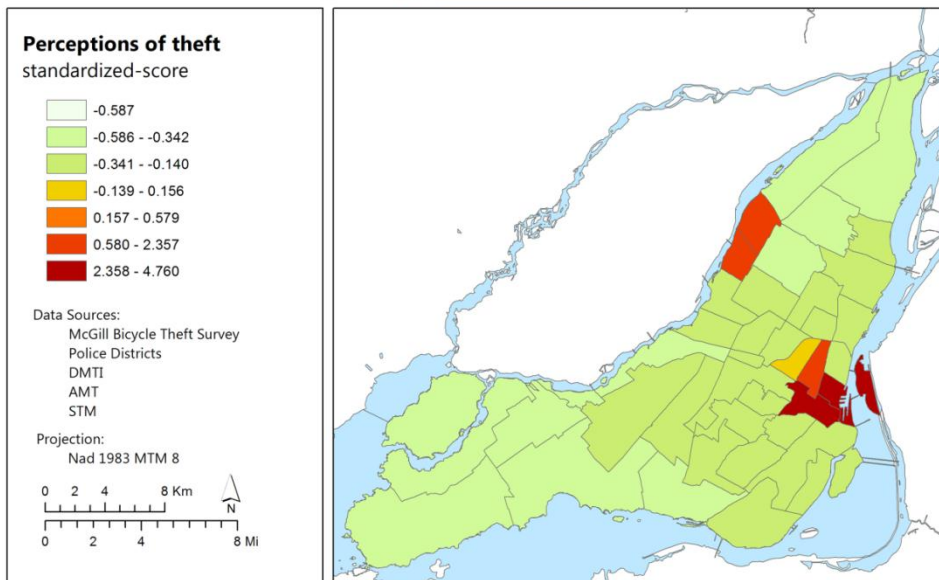 Perceptions of theft
standardized-score
-0.587
-0.586 - -0.342
-0.341 - -0.140
-0.139 - 0.156
0.157 - 0.579
0.580 - 2.357
2.358 - 4.760
Data Sources:
McGill Bicycle Theft Survey
Police Districts
DMTI
AMT
STM
Projection:
Nad 1983 MTM 8
0 2 4 8 Km
N
0 2 4 8 Mi